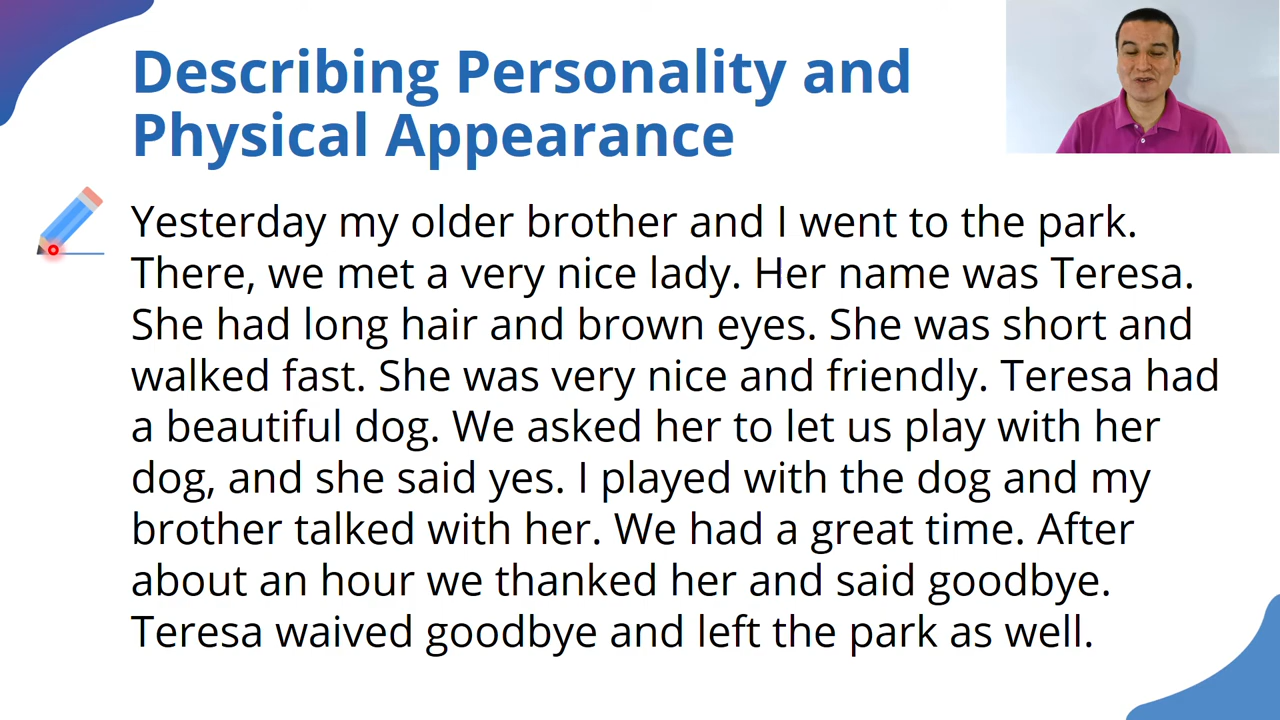 Describing Personality and
Physical Appearance
Yesterday my older brother and I went to the park.
There, we met a very nice lady. Her name was Teresa.
She had long hair and brown eyes. She was short and
walked fast. She was very nice and friendly. Teresa had
a beautiful dog. We asked her to let us play with her
dog, and she said yes. I played with the dog and my
brother talked with her. We had a great time. After
about an hour we thanked her and said goodbye.
Teresa waived goodbye and left the park as well.